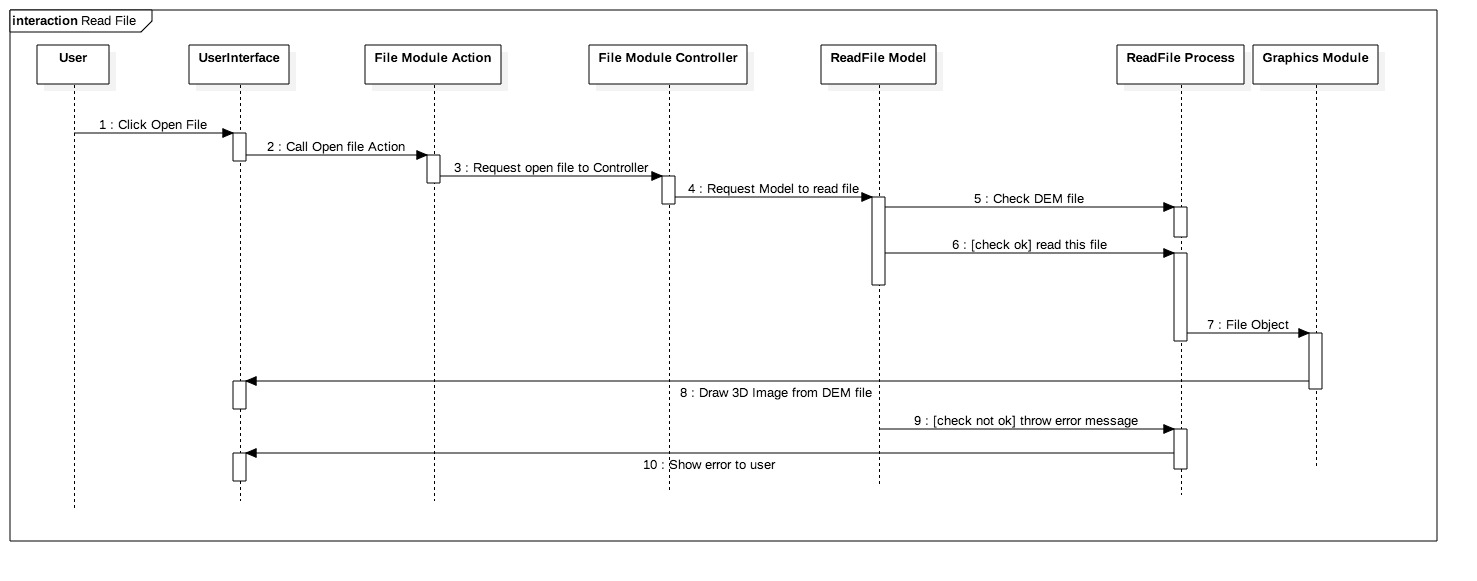 interaction Read File
User
UserInterface
File Module Action
File Module Controller
ReadFile Model
ReadFile Process
Graphics Module
1 : Click Open File
2 : Call Open file Action
3 : Request open file to Controller
4 : Request Model to read file
5 : Check DEM file
6 : [check ok] read this file
7 : File Object
8 : Draw 3D Image from DEM file
9 : [check not ok] throw error message
10 : Show error to user